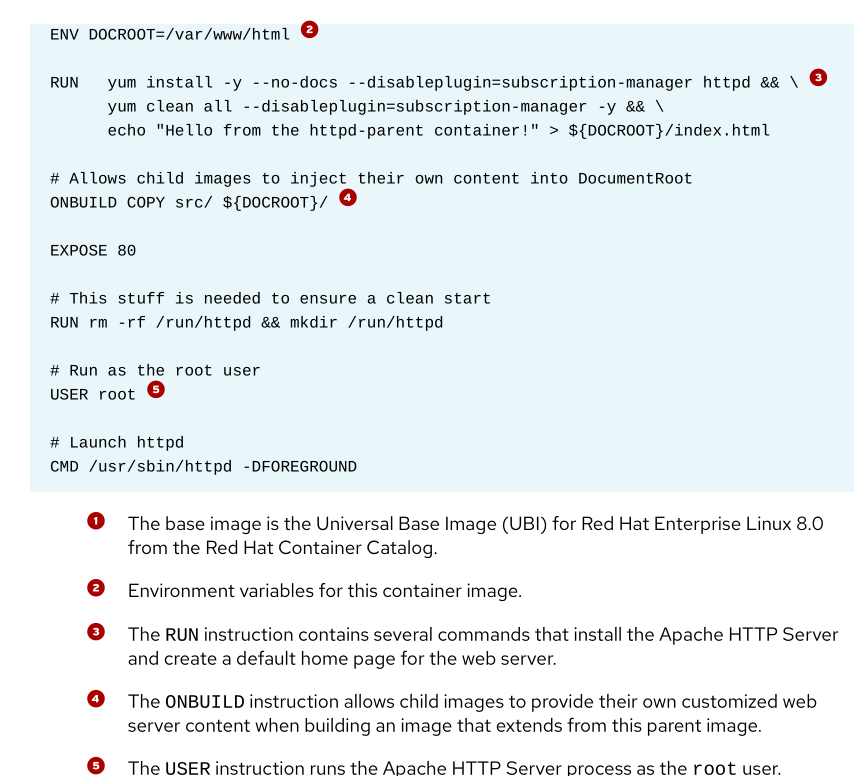 ENV DOCROOT=/var/www/html 2
RUN   yum install -y --no-docs --disableplugin=subscription-manager httpd && \ 3
      yum clean all --disableplugin=subscription-manager -y && \
      echo "Hello from the httpd-parent container!" > ${DOCROOT}/index.html
# Allows child images to inject their own content into DocumentRoot
ONBUILD COPY src/ ${DOCROOT}/ 4
EXPOSE 80
# This stuff is needed to ensure a clean start
RUN rm -rf /run/httpd && mkdir /run/httpd
# Run as the root user
USER root 5
# Launch httpd
CMD /usr/sbin/httpd -DFOREGROUND
1 The base image is the Universal Base Image (UBI) for Red Hat Enterprise Linux 8.0
from the Red Hat Container Catalog.
2 Environment variables for this container image.
3 The RUN instruction contains several commands that install the Apache HTTP Server
and create a default home page for the web server.
4 The ONBUILD instruction allows child images to provide their own customized web
server content when building an image that extends from this parent image.
5 The USER instruction runs the Apache HTTP Server process as the root user.